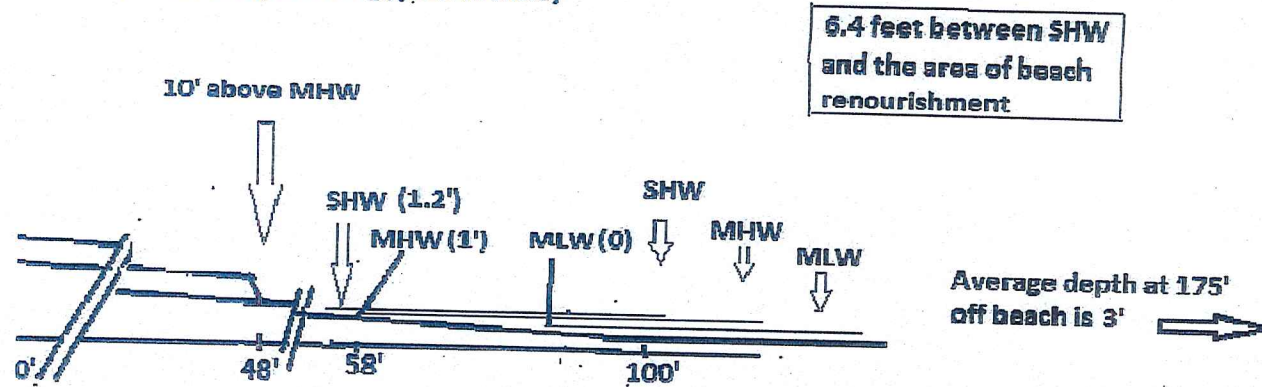 6.4 feet between SHW
and the area of beach
renourishment
10' above MHW
SHW (1.2')
SHW
MHW (1')
MLW (0)
MHW
MLW
Average depth at 175'
off beach is 3'
0'
48'
58'
100'